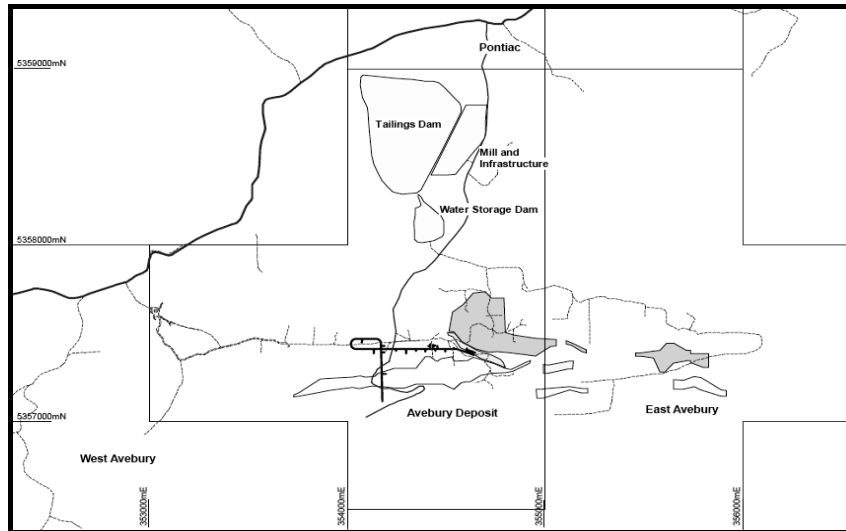 Pontiac
5359000mN
Tailings Dam
Mill and
Infrastructure
Water Storage Dam
5358000mN
5357000mN
Avebury Deposit
East Avebury
West Avebury
353000mE
354000mE
355000mE
356000mE